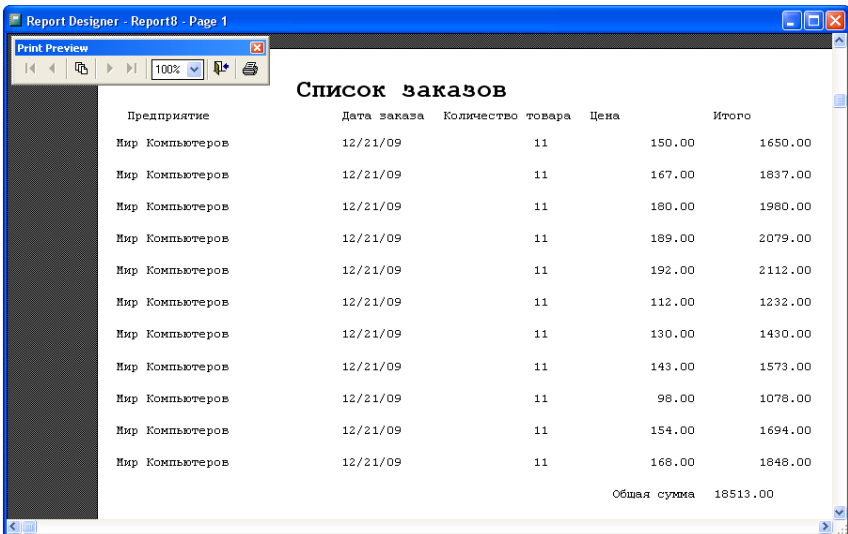 Report Designer - Report8 - Page 1
Print Preview
100%
Список заказов
Предприятие Дата заказа Количество товара Цена Итого
Мир Компьютеров 12/21/09 11 150.00 1650.00
Мир Компьютеров 12/21/09 11 167.00 1837.00
Мир Компьютеров 12/21/09 11 180.00 1980.00
Мир Компьютеров 12/21/09 11 189.00 2079.00
Мир Компьютеров 12/21/09 11 192.00 2112.00
Мир Компьютеров 12/21/09 11 112.00 1232.00
Мир Компьютеров 12/21/09 11 130.00 1430.00
Мир Компьютеров 12/21/09 11 143.00 1573.00
Мир Компьютеров 12/21/09 11 98.00 1078.00
Мир Компьютеров 12/21/09 11 154.00 1694.00
Мир Компьютеров 12/21/09 11 168.00 1848.00
Общая сумма 18513.00